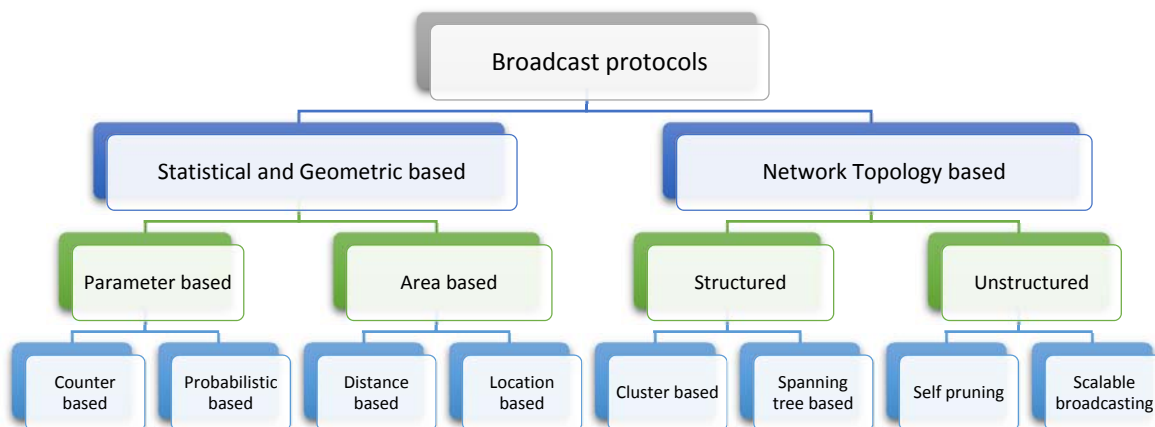 Broadcast protocols
Statistical and Geometric based
Network Topology based
Parameter based
Area based
Structured
Unstructured
Counter
based
Probabilistic
based
Distance
based
Location
based
Cluster based
Spanning
tree based
Self pruning
Scalable
broadcasting